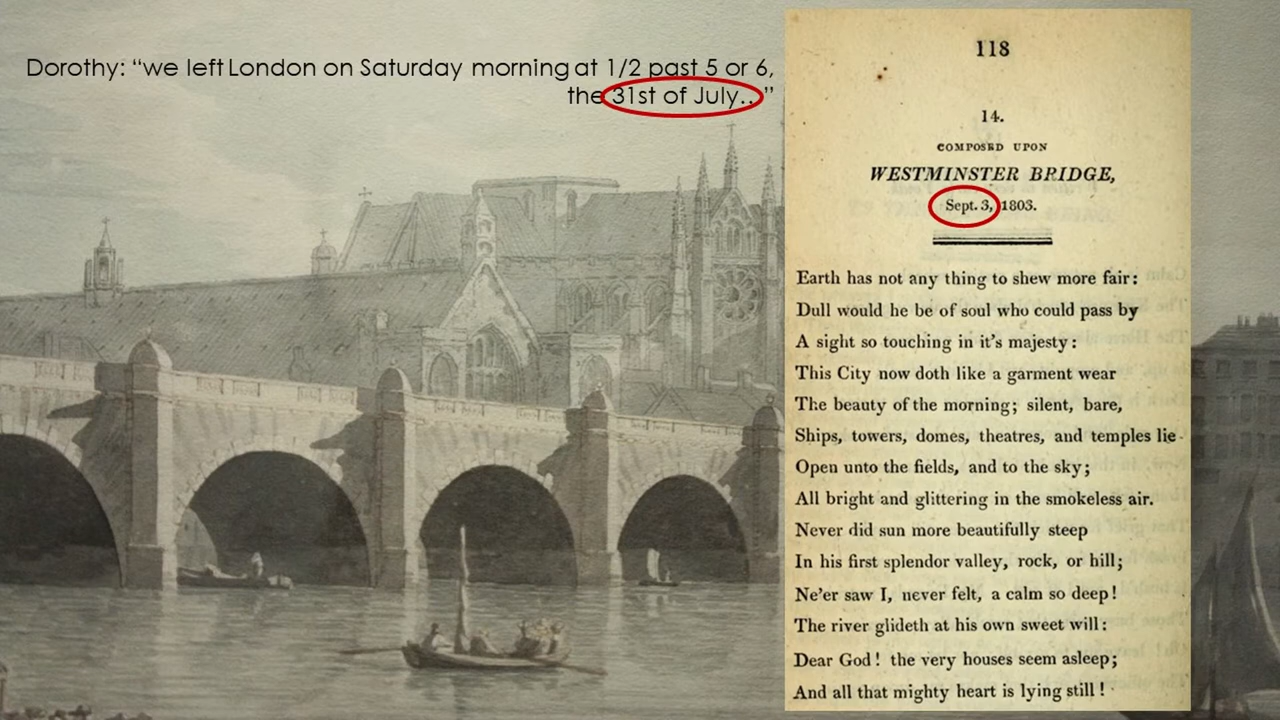 Dorothy: “we left London on Saturday morning at 1/2 past 5 or 6,
the 31st of July…”
118
14.
COMPOSED UPON
WESTMINSTER BRIDGE,
Sept. 3, 1803.
Earth has not any thing to shew more fair:
Dull would he be of soul who could pass by
A sight so touching in it's majesty:
This City now doth like a garment wear
The beauty of the morning; silent, bare,
Ships, towers, domes, theatres, and temples lie
Open unto the fields, and to the sky;
All bright and glittering in the smokeless air.
Never did sun more beautifully steep
In his first splendor valley, rock, or hill;
Ne'er saw I, never felt, a calm so deep!
The river glideth at his own sweet will:
Dear God! the very houses seem asleep;
And all that mighty heart is lying still!